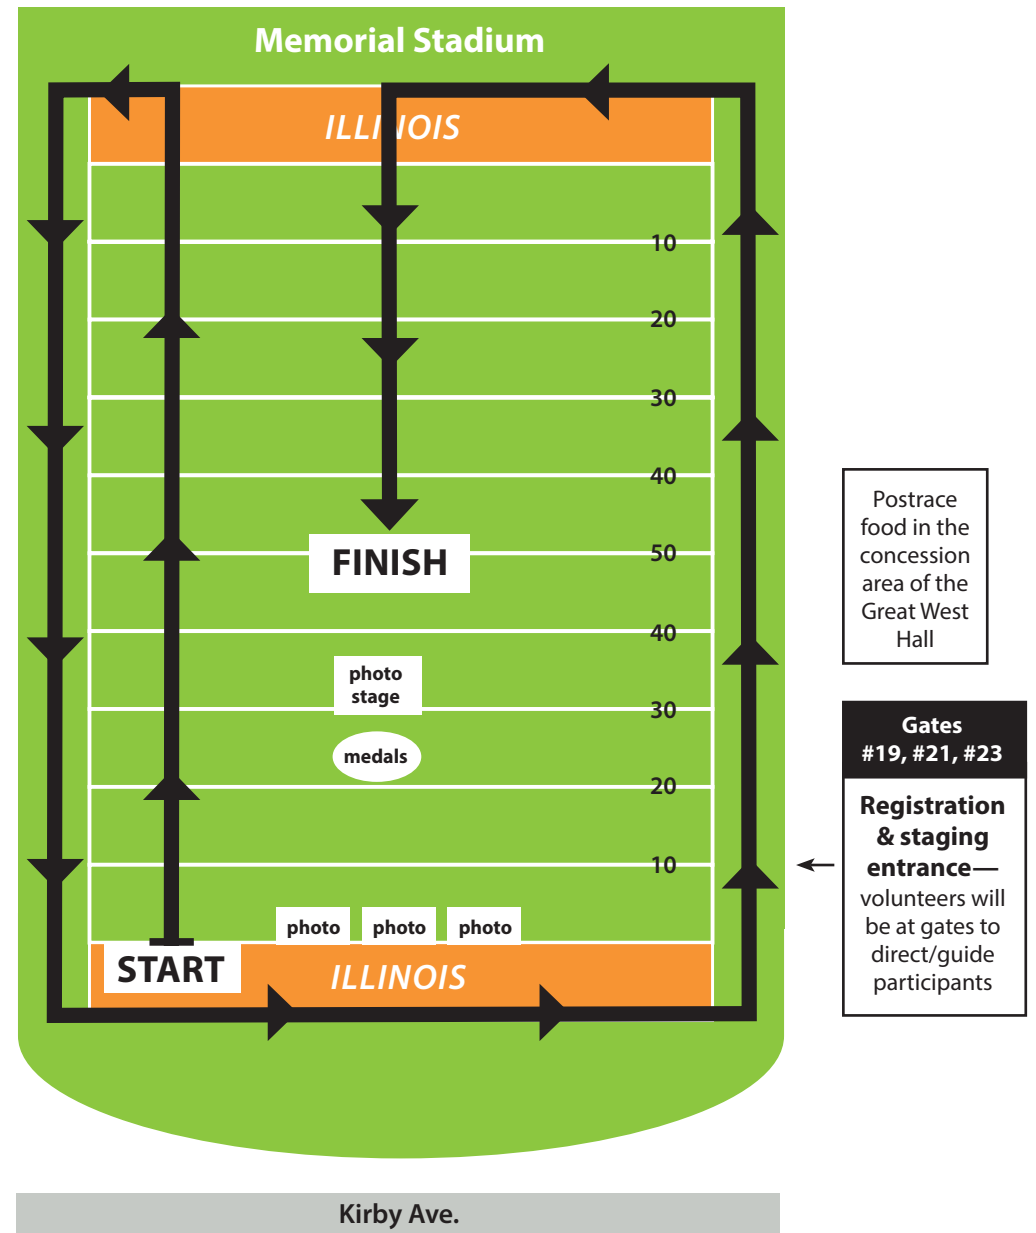 Memorial Stadium
ILLINOIS
10
20
30
40
50
FINISH
40
photo
stage
30
medals
20
10
photo photo photo
START
ILLINOIS
Postrace
food in the
concession
area of the
Great West
Hall
Gates
#19, #21, #23
Registration
& staging
entrance—
volunteers will
be at gates to
direct/guide
participants
Kirby Ave.